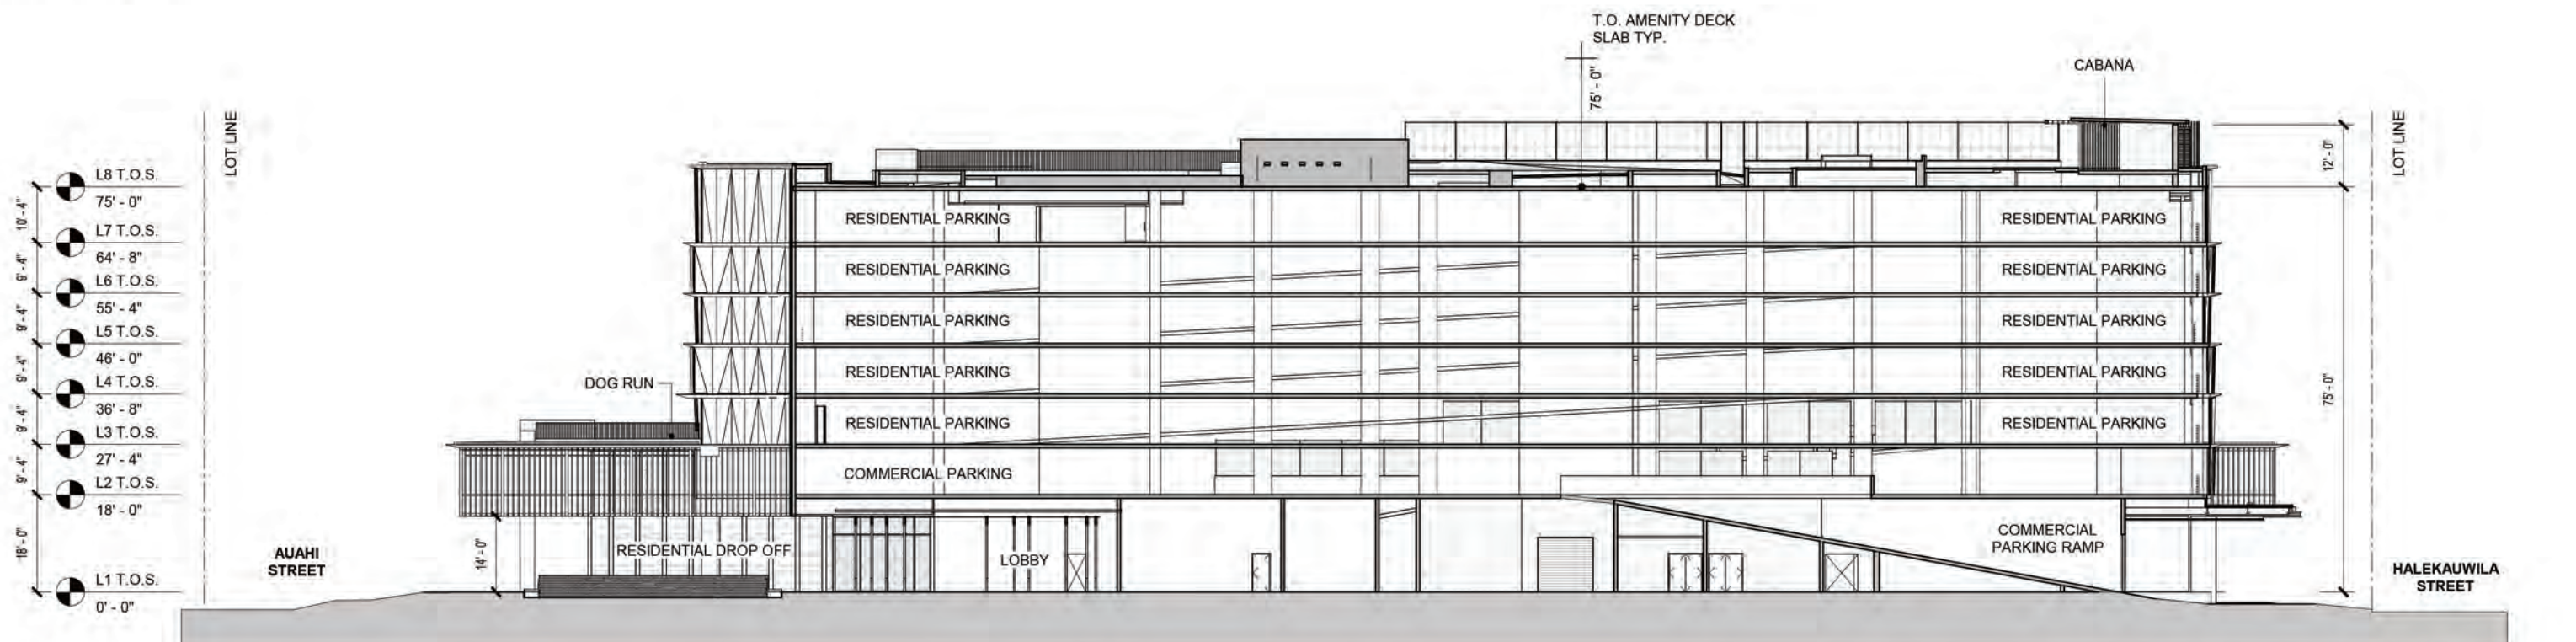 T.O. AMENITY DECK
SLAB TYP.
75' - 0"
CABANA
LOT LINE
LOT LINE
12' - 0"
75' - 0"
L8 T.O.S.
75' - 0"
10' - 4"
L7 T.O.S.
64' - 8"
9' - 4"
L6 T.O.S.
55' - 4"
9' - 4"
L5 T.O.S.
46' - 0"
9' - 4"
L4 T.O.S.
36' - 8"
9' - 4"
L3 T.O.S.
27' - 4"
9' - 4"
L2 T.O.S.
18' - 0"
18' - 0"
L1 T.O.S.
0' - 0"
RESIDENTIAL PARKING
RESIDENTIAL PARKING
RESIDENTIAL PARKING
RESIDENTIAL PARKING
RESIDENTIAL PARKING
RESIDENTIAL PARKING
RESIDENTIAL PARKING
RESIDENTIAL PARKING
DOG RUN
RESIDENTIAL PARKING
RESIDENTIAL PARKING
COMMERCIAL PARKING
14' - 0"
RESIDENTIAL DROP OFF
LOBBY
COMMERCIAL
PARKING RAMP
AUAHI
STREET
HALEKAUWILA
STREET